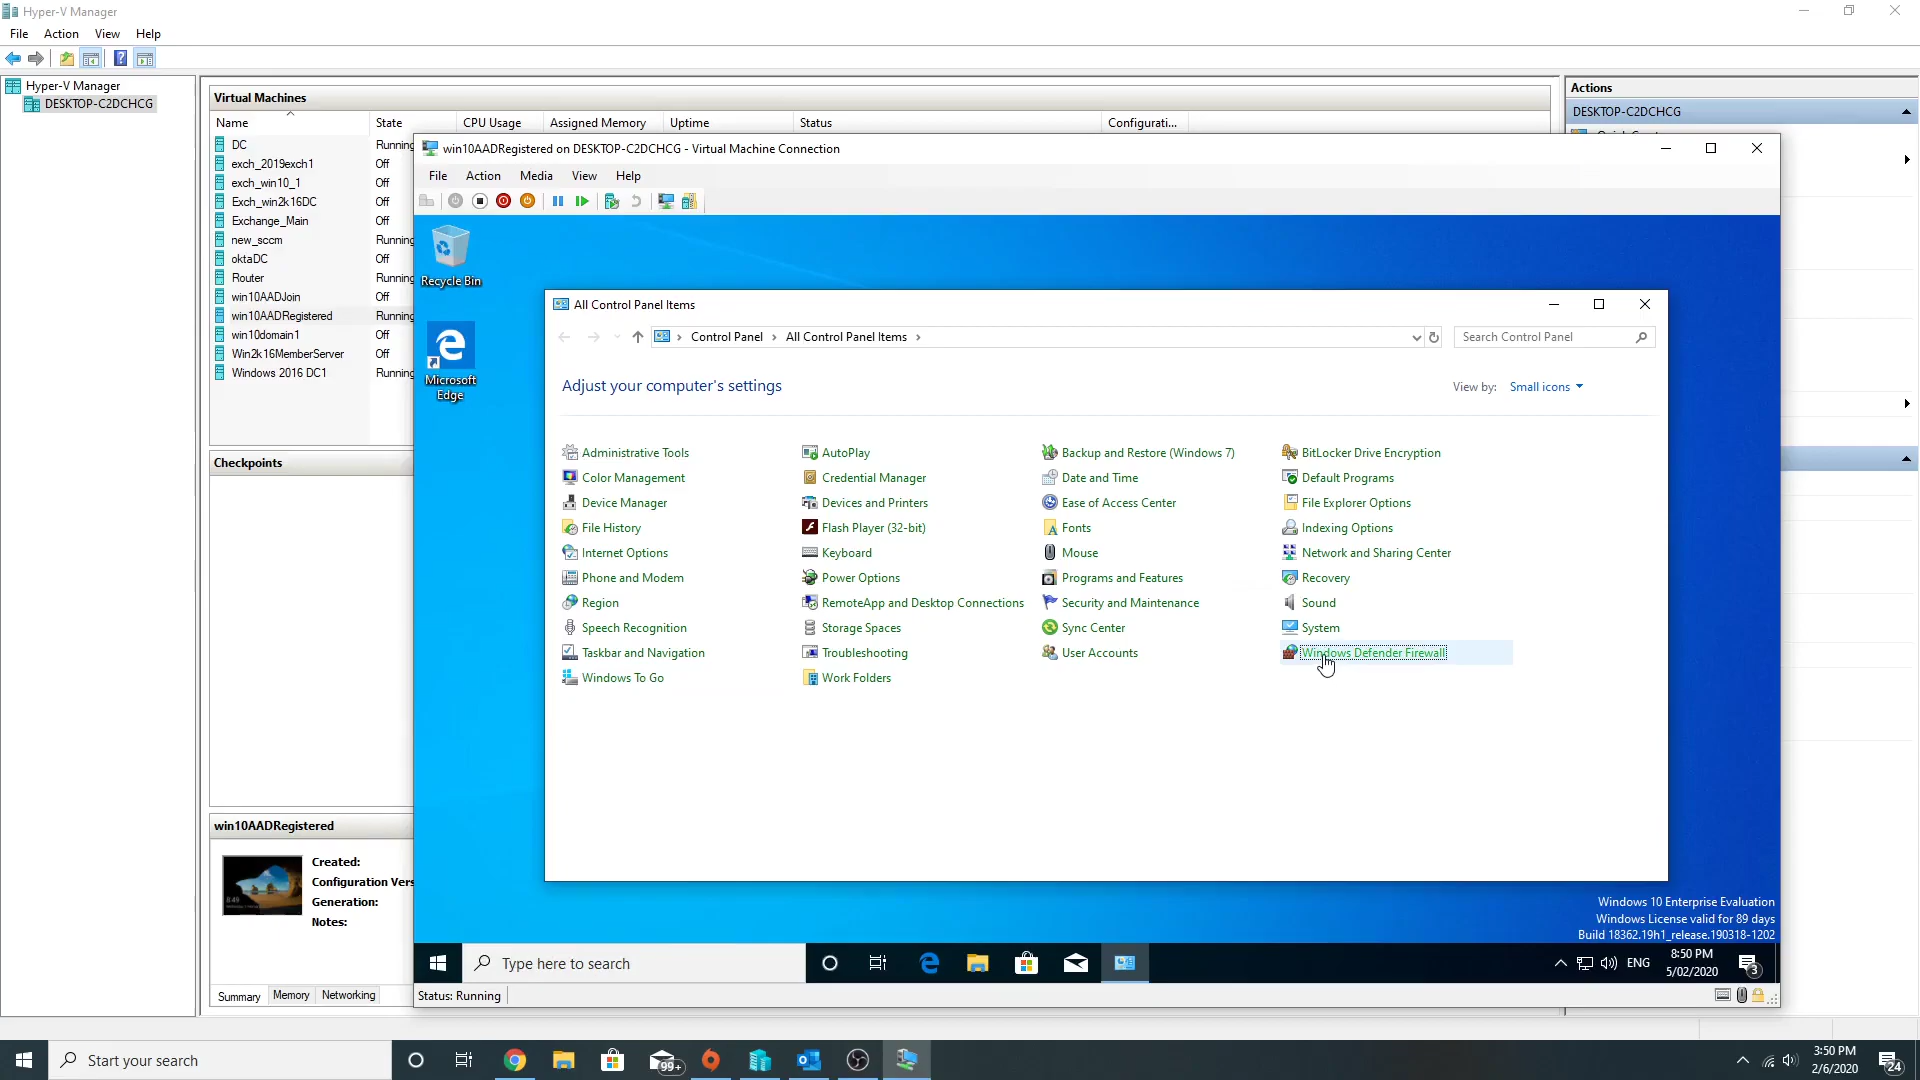 Hyper-V Manager
File Action View Help
Hyper-V Manager
DESKTOP-C2DCHCG
Virtual Machines
Name State CPU Usage Assigned Memory Uptime Status Configurati...
DC Running
exch_2019exch1 Off
exch_win10_1 Off
Exch_win2k16DC Off
Exchange_Main Off
new_sccm Running
oktaDC Off
Router Running
win10AADJoin Off
win10AADRegistered Running
win10domain1 Off
Win2k16MemberServer Off
Windows 2016 DC1 Running
Checkpoints
win10AADRegistered
Created:
Configuration Vers
Generation:
Notes:
Summary Memory Networking
Actions
DESKTOP-C2DCHCG
win10AADRegistered on DESKTOP-C2DCHCG - Virtual Machine Connection
File Action Media View Help
Recycle Bin
Microsoft
Edge
All Control Panel Items
Control Panel All Control Panel Items
Search Control Panel
Adjust your computer's settings
View by: Small icons
Administrative Tools AutoPlay Backup and Restore (Windows 7) BitLocker Drive Encryption
Color Management Credential Manager Date and Time Default Programs
Device Manager Devices and Printers Ease of Access Center File Explorer Options
File History Flash Player (32-bit) Fonts Indexing Options
Internet Options Keyboard Mouse Network and Sharing Center
Phone and Modem Power Options Programs and Features Recovery
Region RemoteApp and Desktop Connections Security and Maintenance Sound
Speech Recognition Storage Spaces Sync Center System
Taskbar and Navigation Troubleshooting User Accounts Windows Defender Firewall
Windows To Go Work Folders
Windows 10 Enterprise Evaluation
Windows License valid for 89 days
Build 18362.19h1_release.190318-1202
Type here to search
ENG
8:50 PM
5/02/2020
3
Status: Running
Start your search
99+
3:50 PM
2/6/2020
24